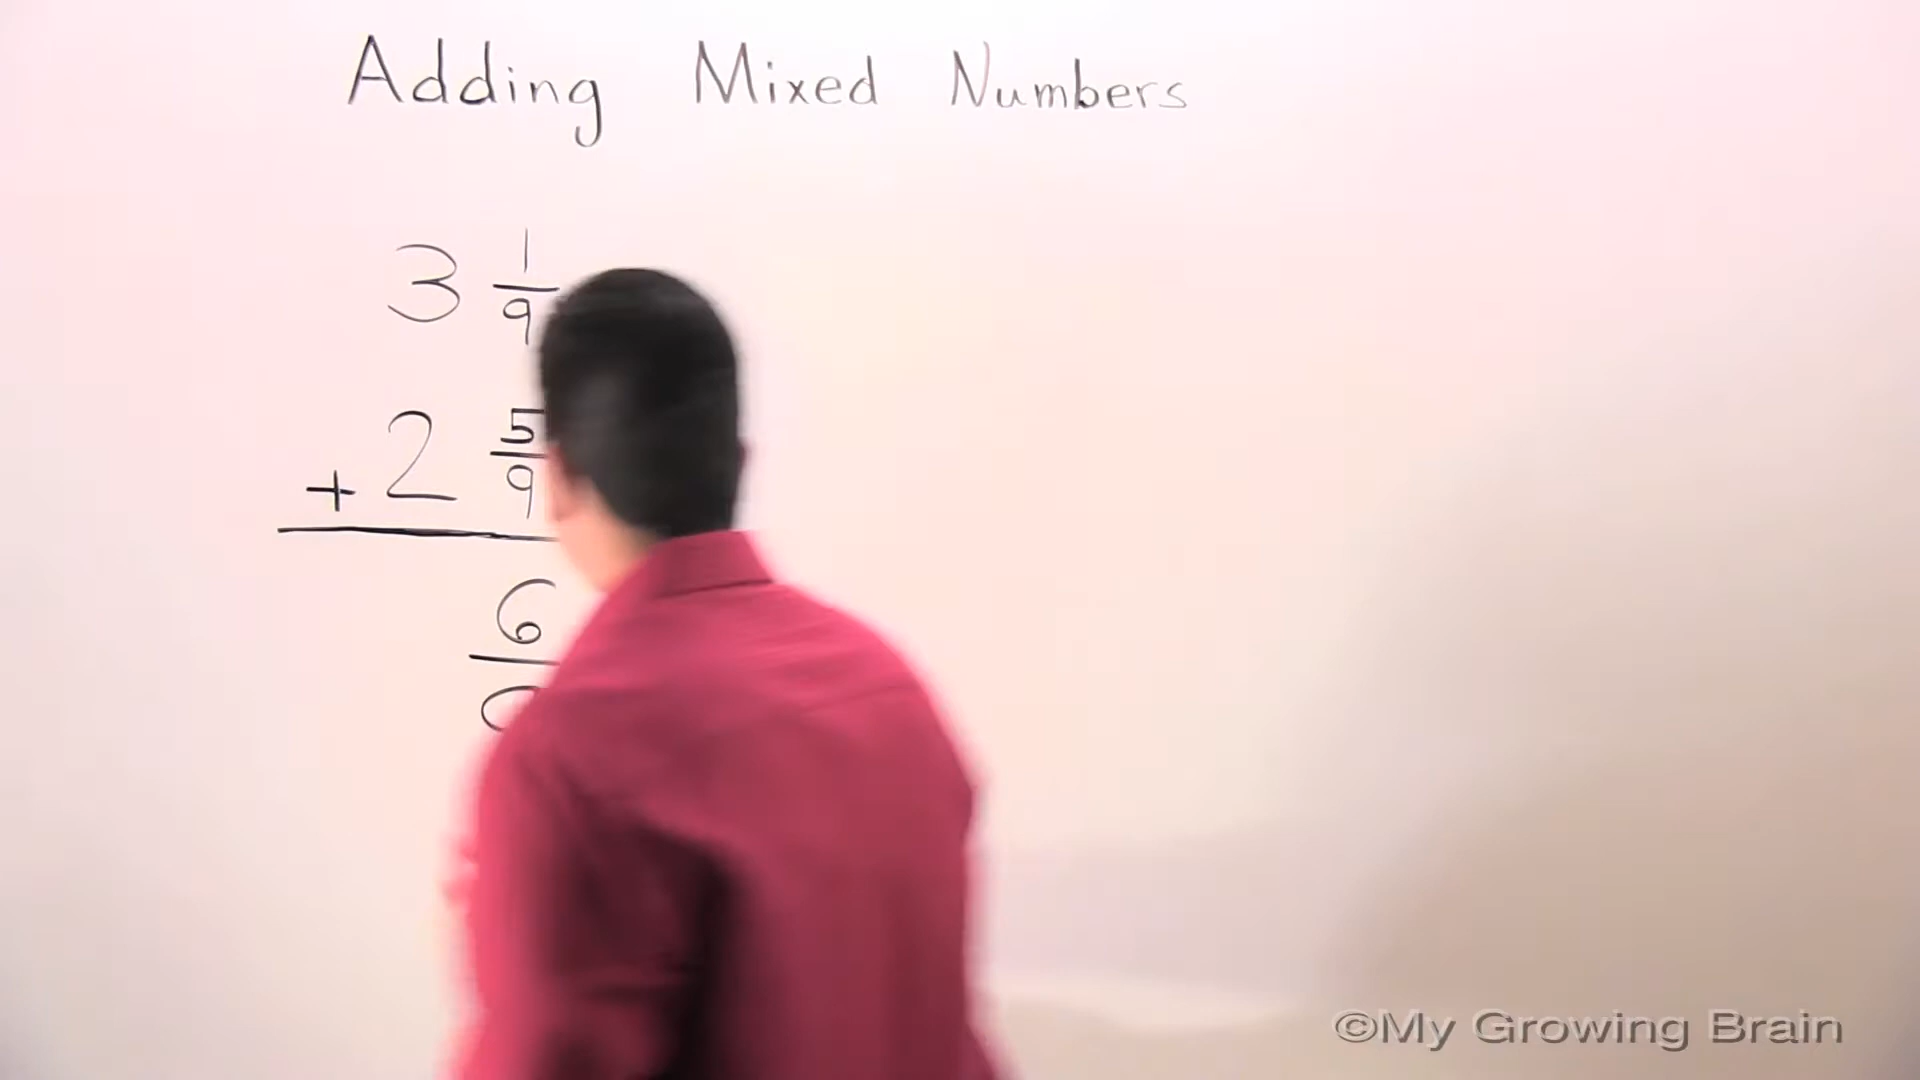 Adding Mixed Numbers
3 1/9
+ 2 5/9
6
©My Growing Brain